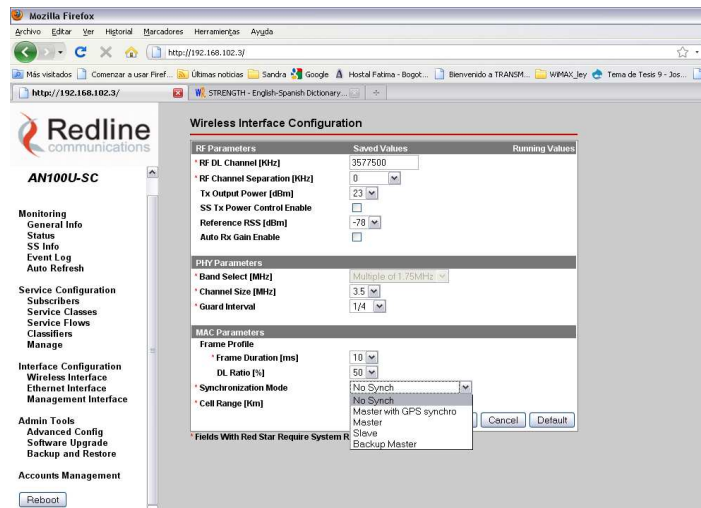 Mozilla Firefox
Archivo Editar Ver Historial Marcadores Herramientas Ayuda
http://192.168.102.3/
Más visitados Comenzar a usar Firef... Últimas noticias Sandra Google Hostal Fatima - Bogot... Bienvenido a TRANSM... WiMAX_ley Tema de Tesis 9 - Jos...
http://192.168.102.3/ STRENGTH - English-Spanish Dictionary...
Redline
communications
AN100U-SC
Monitoring
General Info
Status
SS Info
Event Log
Auto Refresh
Service Configuration
Subscribers
Service Classes
Service Flows
Classifiers
Manage
Interface Configuration
Wireless Interface
Ethernet Interface
Management Interface
Admin Tools
Advanced Config
Software Upgrade
Backup and Restore
Accounts Management
Reboot
Wireless Interface Configuration
RF Parameters Saved Values Running Values
* RF DL Channel [KHz] 3577500
* RF Channel Separation [KHz] 0
Tx Output Power [dBm] 23
SS Tx Power Control Enable
Reference RSS [dBm] -78
Auto Rx Gain Enable
PHY Parameters
* Band Select [MHz] Multiple of 1.75MHz
* Channel Size [MHz] 3.5
* Guard Interval 1/4
MAC Parameters
Frame Profile
* Frame Duration [ms] 10
DL Ratio [%] 50
* Synchronization Mode No Synch
* Cell Range [Km]
No Synch
Master with GPS synchro
Master
Slave
Backup Master
Cancel Default
* Fields With Red Star Require System R